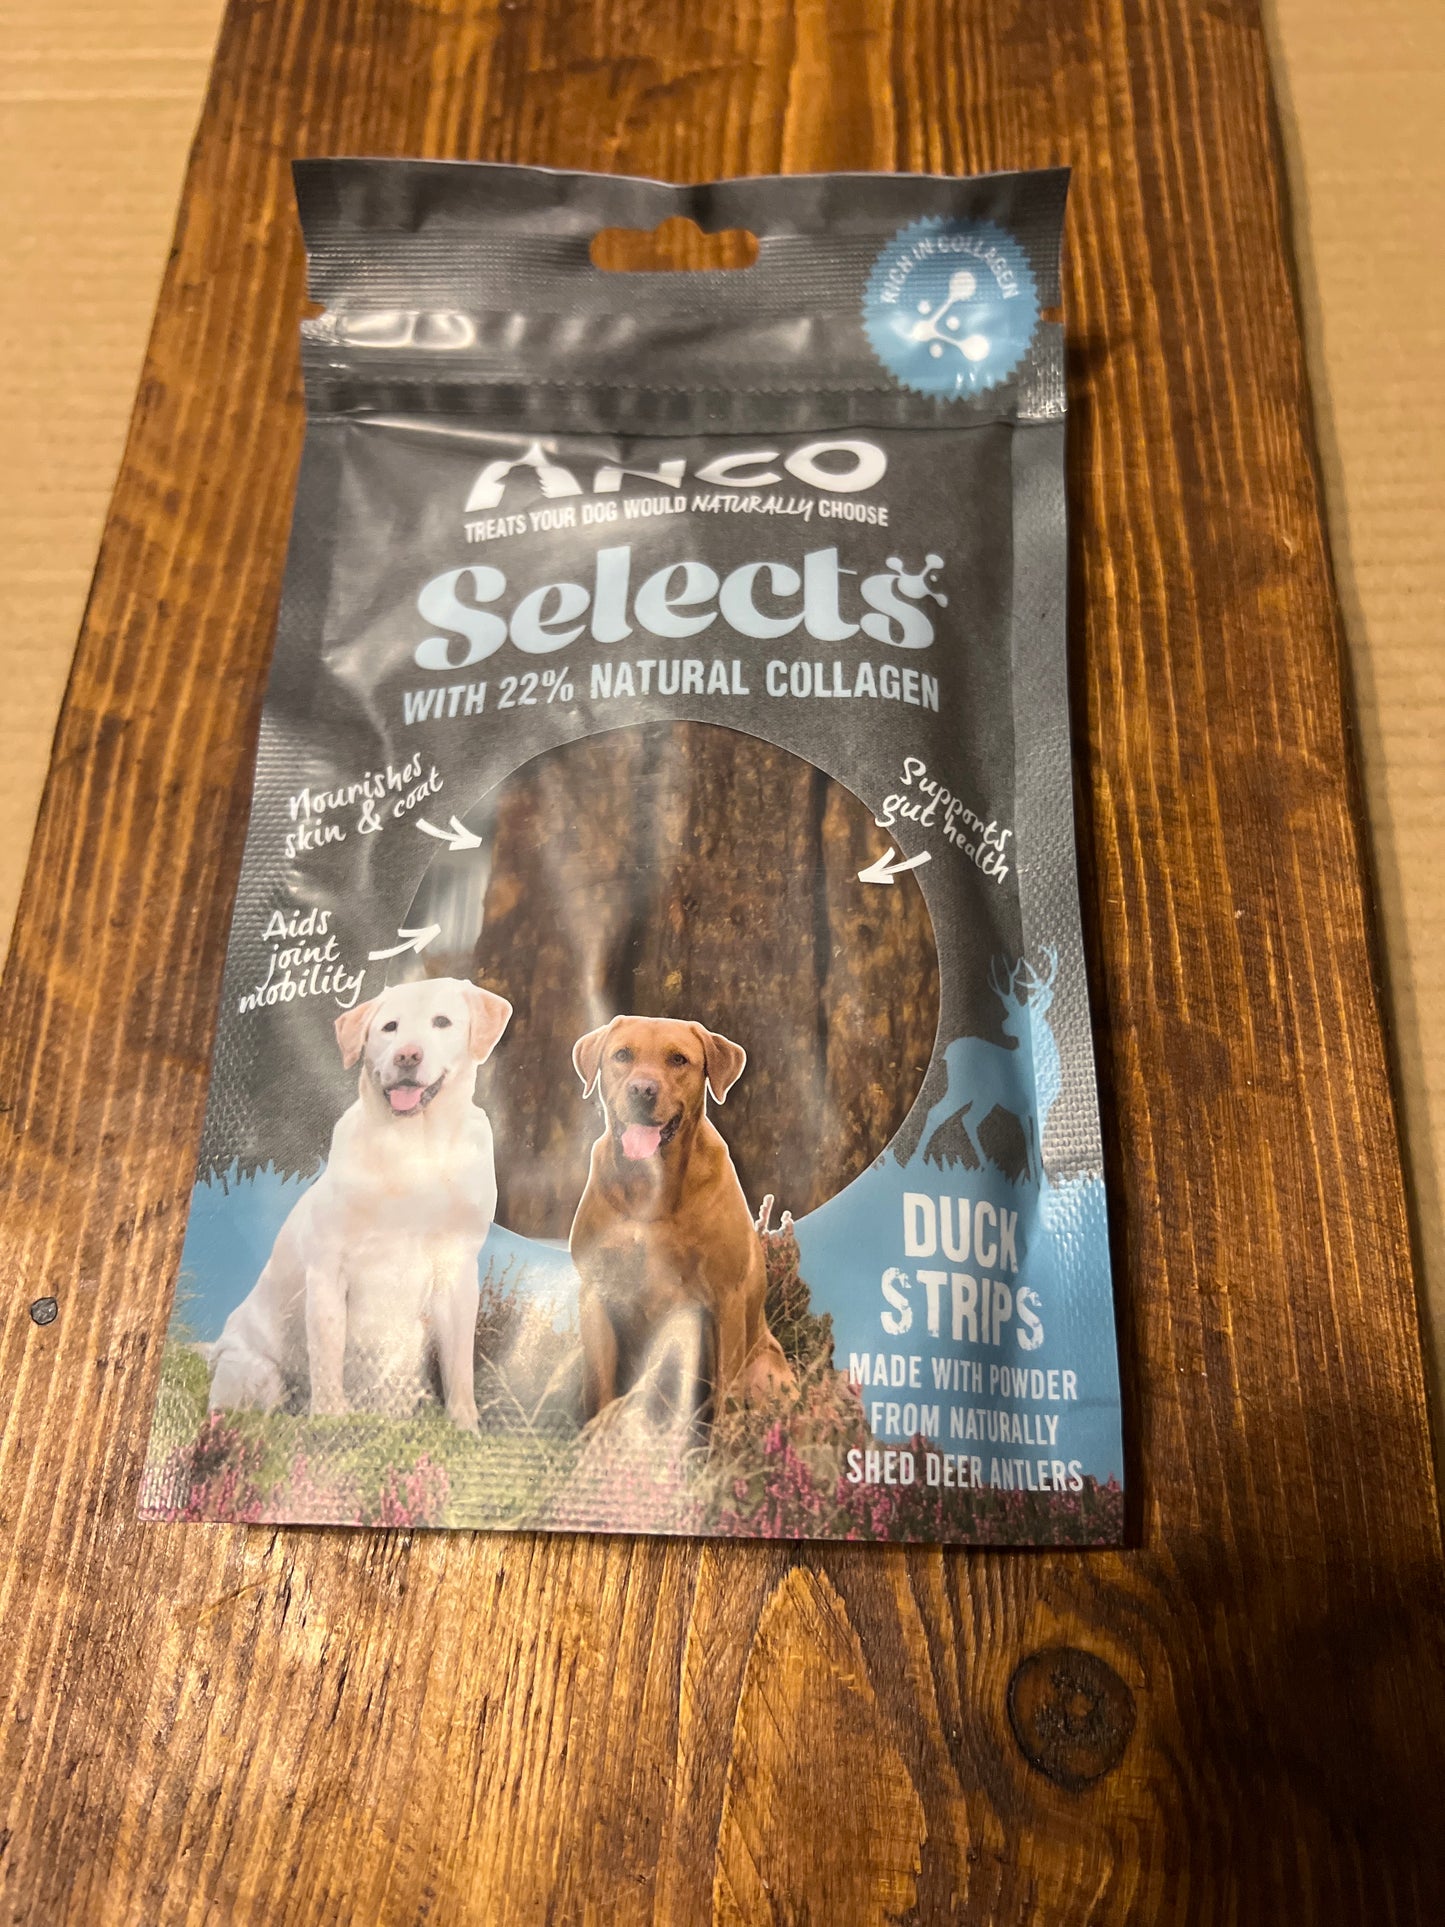 RICH IN COLLAGEN
ANCO
TREATS YOUR DOG WOULD NATURALLY CHOOSE
Selects
WITH 22% NATURAL COLLAGEN
Nourishes
skin & coat
Supports
gut health
Aids
joint
mobility
DUCK
STRIPS
MADE WITH POWDER
FROM NATURALLY
SHED DEER ANTLERS